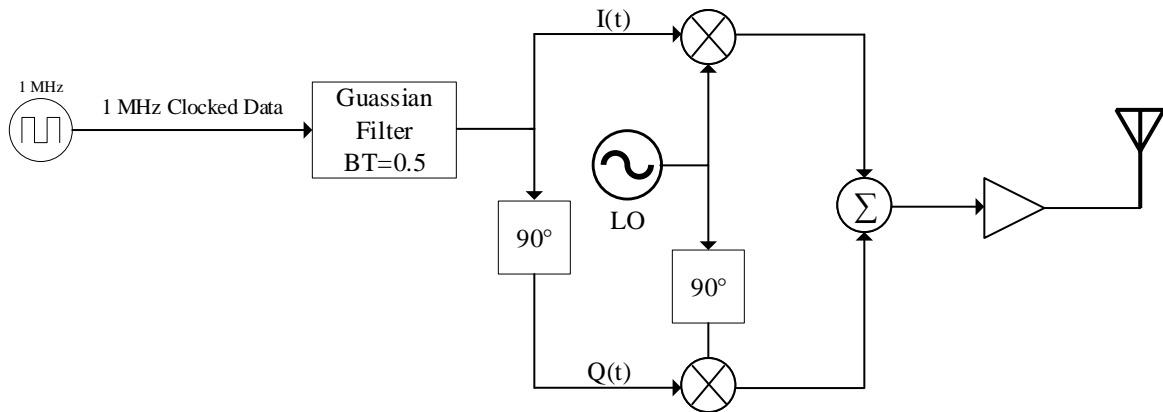 1 MHz
1 MHz Clocked Data
Guassian
Filter
BT=0.5
I(t)
90°
LO
90°
Q(t)
Σ